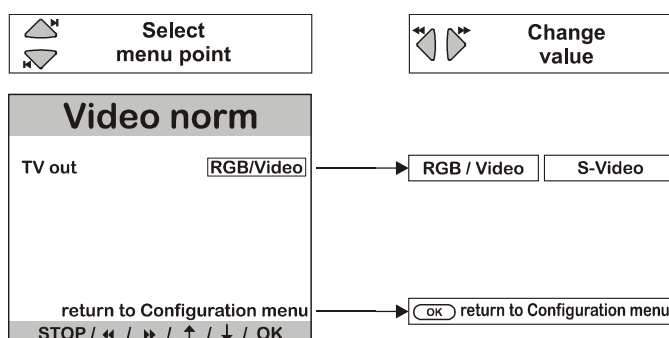 Select
menu point
Change
value
Video norm
TV out RGB/Video
RGB / Video S-Video
return to Configuration menu
OK return to Configuration menu
STOP / ◀◀ / ▶▶ / ↑ / ↓ / OK